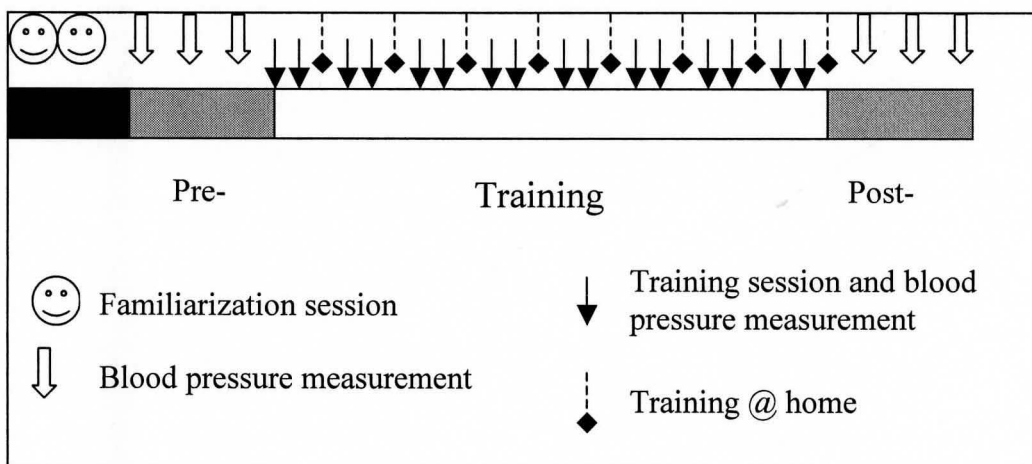 Pre-
Training
Post-
Familiarization session
Blood pressure measurement
Training session and blood
pressure measurement
Training @ home